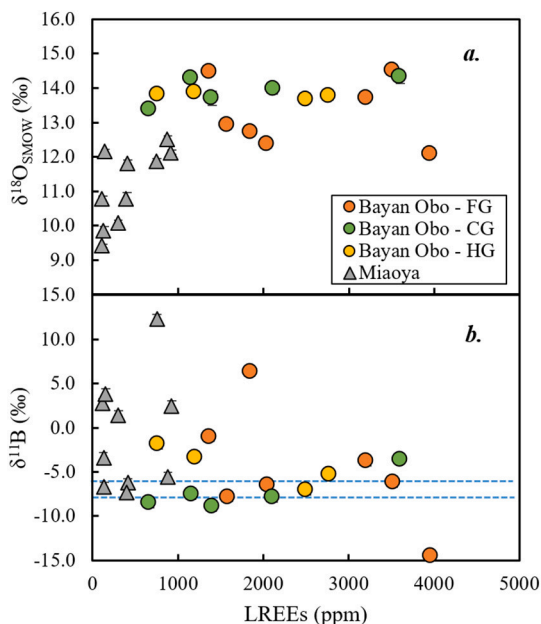 16.0
15.0
14.0
13.0
12.0
11.0
10.0
9.0
15.0
δ¹⁸O_SMOW (‰)
a.
Bayan Obo - FG
Bayan Obo - CG
Bayan Obo - HG
Miaoya
10.0
5.0
0.0
-5.0
-10.0
-15.0
δ¹¹B (‰)
b.
0 1000 2000 3000 4000 5000
LREEs (ppm)